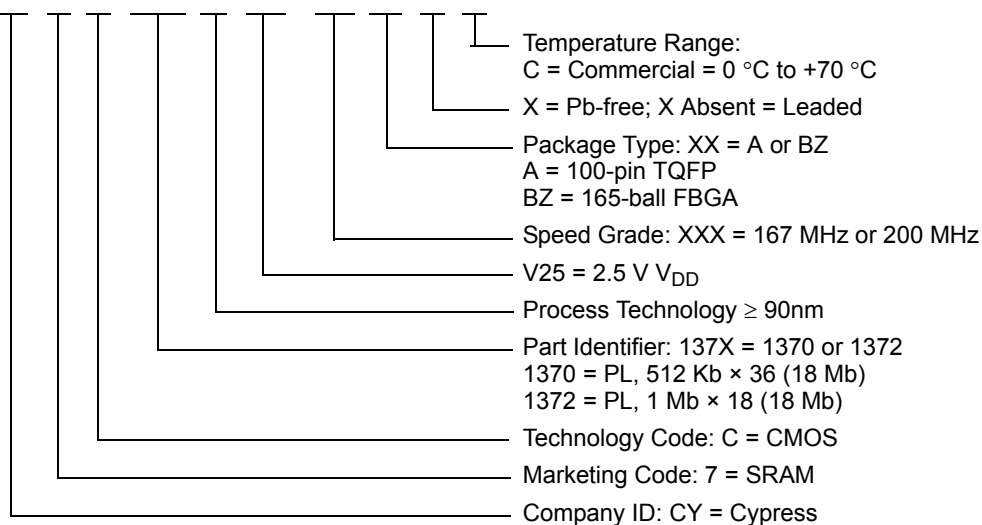 Temperature Range:
C = Commercial = 0 °C to +70 °C
X = Pb-free; X Absent = Leaded
Package Type: XX = A or BZ
A = 100-pin TQFP
BZ = 165-ball FBGA
Speed Grade: XXX = 167 MHz or 200 MHz
V25 = 2.5 V VDD
Process Technology ≥ 90nm
Part Identifier: 137X = 1370 or 1372
1370 = PL, 512 Kb × 36 (18 Mb)
1372 = PL, 1 Mb × 18 (18 Mb)
Technology Code: C = CMOS
Marketing Code: 7 = SRAM
Company ID: CY = Cypress